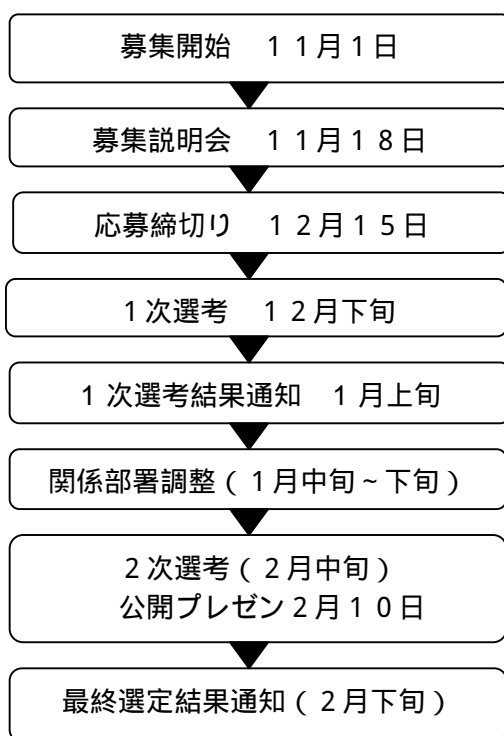 募集開始　１１月１日
募集説明会　１１月１８日
応募締切り　１２月１５日
１次選考　１２月下旬
１次選考結果通知　１月上旬
関係部署調整（１月中旬～下旬）
２次選考（２月中旬）
公開プレゼン２月１０日
最終選定結果通知（２月下旬）